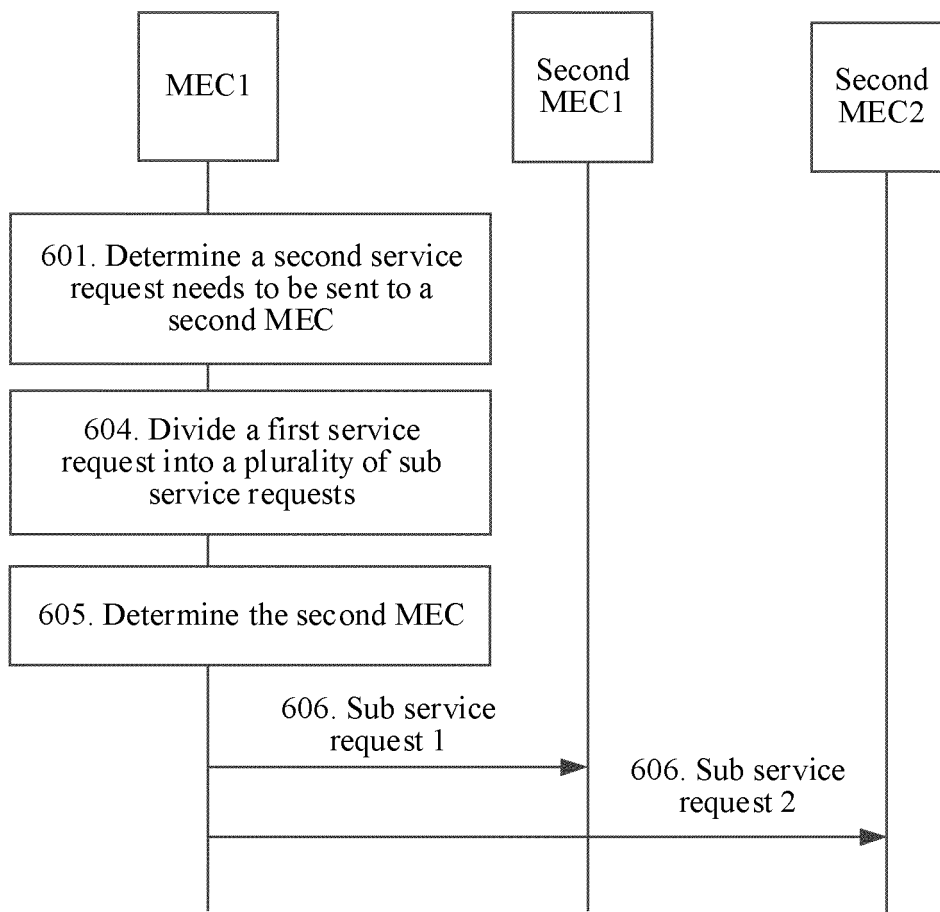 MEC1
Second
MEC1
Second
MEC2
601. Determine a second service
request needs to be sent to a
second MEC
604. Divide a first service
request into a plurality of sub
service requests
605. Determine the second MEC
606. Sub service
request 1
606. Sub service
request 2